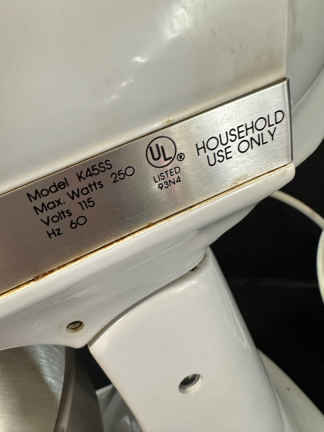 Model K45SS
Max. Watts 250
Volts 115
Hz 60
UL®
LISTED
93N4
HOUSEHOLD
USE ONLY